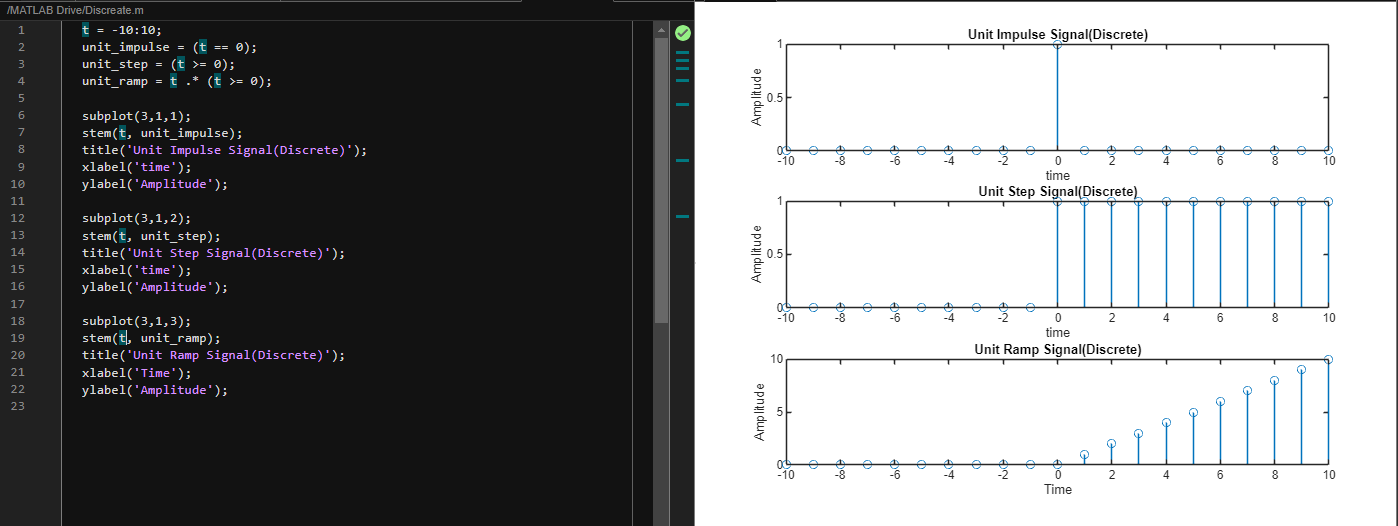 /MATLAB Drive/Discreate.m
1 t = -10:10;
2 unit_impulse = (t == 0);
3 unit_step = (t >= 0);
4 unit_ramp = t .* (t >= 0);
5
6 subplot(3,1,1);
7 stem(t, unit_impulse);
8 title('Unit Impulse Signal(Discrete)');
9 xlabel('time');
10 ylabel('Amplitude');
11
12 subplot(3,1,2);
13 stem(t, unit_step);
14 title('Unit Step Signal(Discrete)');
15 xlabel('time');
16 ylabel('Amplitude');
17
18 subplot(3,1,3);
19 stem(t, unit_ramp);
20 title('Unit Ramp Signal(Discrete)');
21 xlabel('Time');
22 ylabel('Amplitude');
23
Unit Impulse Signal(Discrete)
Amplitude
1
0.5
0
-10 -8 -6 -4 -2 0 2 4 6 8 10
time
Unit Step Signal(Discrete)
Amplitude
1
0.5
0
-10 -8 -6 -4 -2 0 2 4 6 8 10
time
Unit Ramp Signal(Discrete)
Amplitude
10
5
0
-10 -8 -6 -4 -2 0 2 4 6 8 10
Time